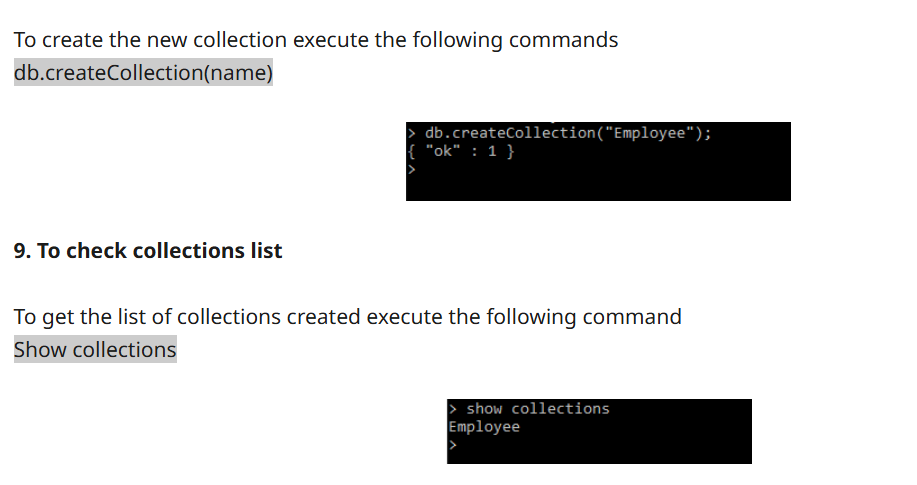 To create the new collection execute the following commands
db.createCollection(name)
> db.createCollection("Employee");
{ "ok" : 1 }
>
9. To check collections list
To get the list of collections created execute the following command
Show collections
> show collections
Employee
>